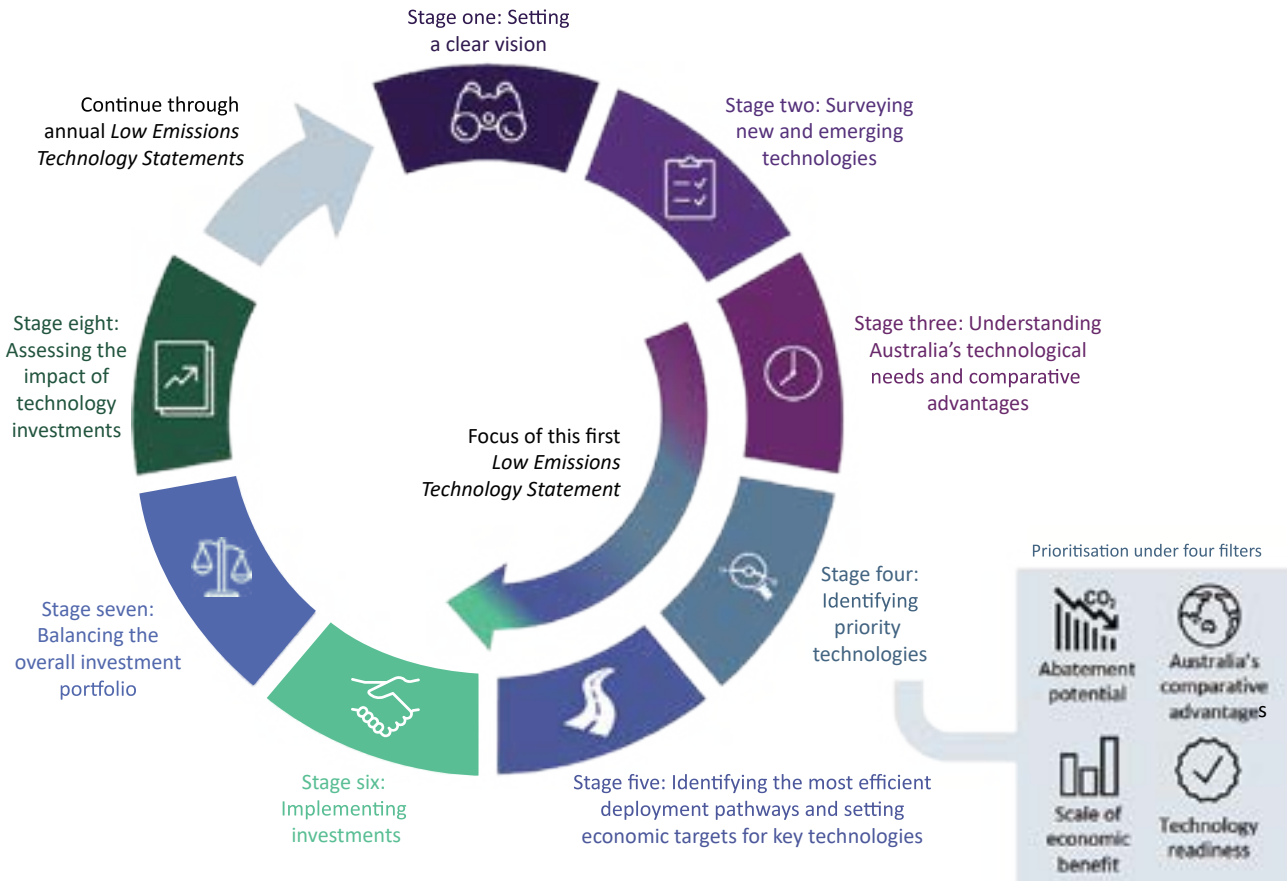 Stage one: Setting
a clear vision
Continue through
annual Low Emissions
Technology Statements
Stage two: Surveying
new and emerging
technologies
Stage three: Understanding
Australia's technological
needs and comparative
advantages
Focus of this first
Low Emissions
Technology Statement
Stage four:
Identifying
priority
technologies
Prioritisation under four filters
CO₂
Abatement
potential
Australia's
comparative
advantages
Scale of
economic
benefit
Technology
readiness
Stage five: Identifying the most efficient
deployment pathways and setting
economic targets for key technologies
Stage six:
Implementing
investments
Stage seven:
Balancing the
overall investment
portfolio
Stage eight:
Assessing the
impact of
technology
investments